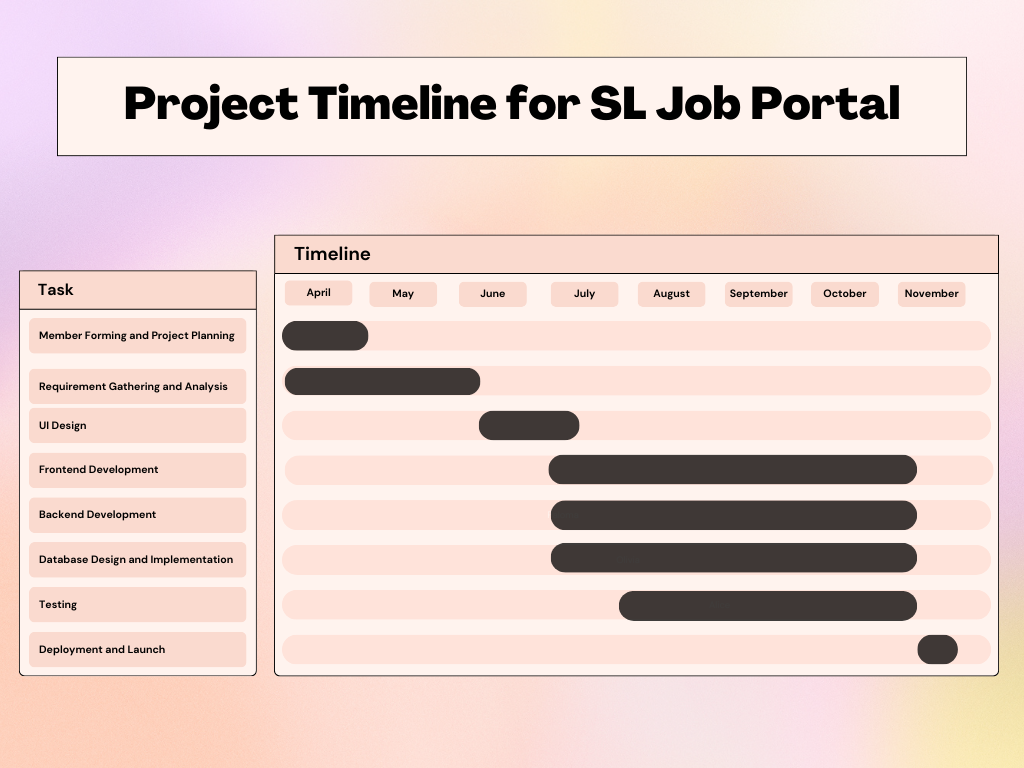 Project Timeline for SL Job Portal
Timeline
April May June July August September October November
Task
Member Forming and Project Planning
Requirement Gathering and Analysis
UI Design
Frontend Development
Backend Development
Database Design and Implementation
Testing
Deployment and Launch